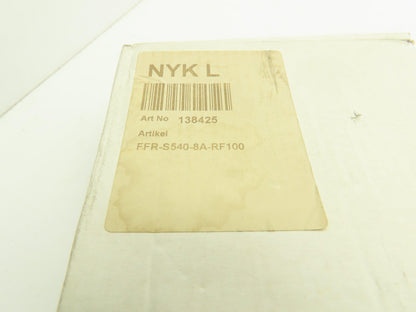 NYK L
Art No 138425
Artikel
FFR-S540-8A-RF100